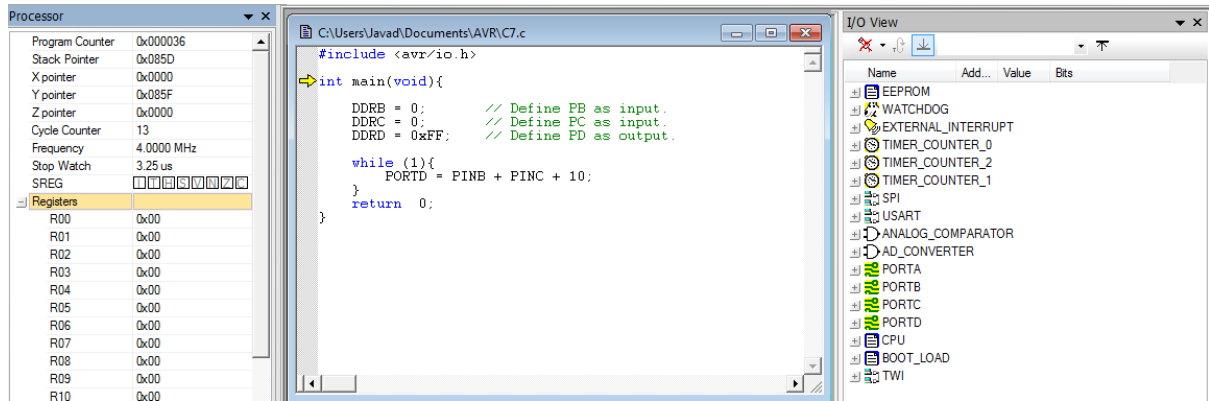 Processor
Program Counter 0x000036
Stack Pointer 0x085D
X pointer 0x0000
Y pointer 0x085F
Z pointer 0x0000
Cycle Counter 13
Frequency 4.0000 MHz
Stop Watch 3.25 us
SREG I T H S V N Z C
Registers
R00 0x00
R01 0x00
R02 0x00
R03 0x00
R04 0x00
R05 0x00
R06 0x00
R07 0x00
R08 0x00
R09 0x00
R10 0x00
C:\Users\Javad\Documents\AVR\C7.c
#include <avr/io.h>
int main(void){
DDRB = 0; // Define PB as input.
DDRC = 0; // Define PC as input.
DDRD = 0xFF; // Define PD as output.
while (1){
PORTD = PINB + PINC + 10;
}
return 0;
}
I/O View
Name Add... Value Bits
EEPROM
WATCHDOG
EXTERNAL_INTERRUPT
TIMER_COUNTER_0
TIMER_COUNTER_2
TIMER_COUNTER_1
SPI
USART
ANALOG_COMPARATOR
AD_CONVERTER
PORTA
PORTB
PORTC
PORTD
CPU
BOOT_LOAD
TWI